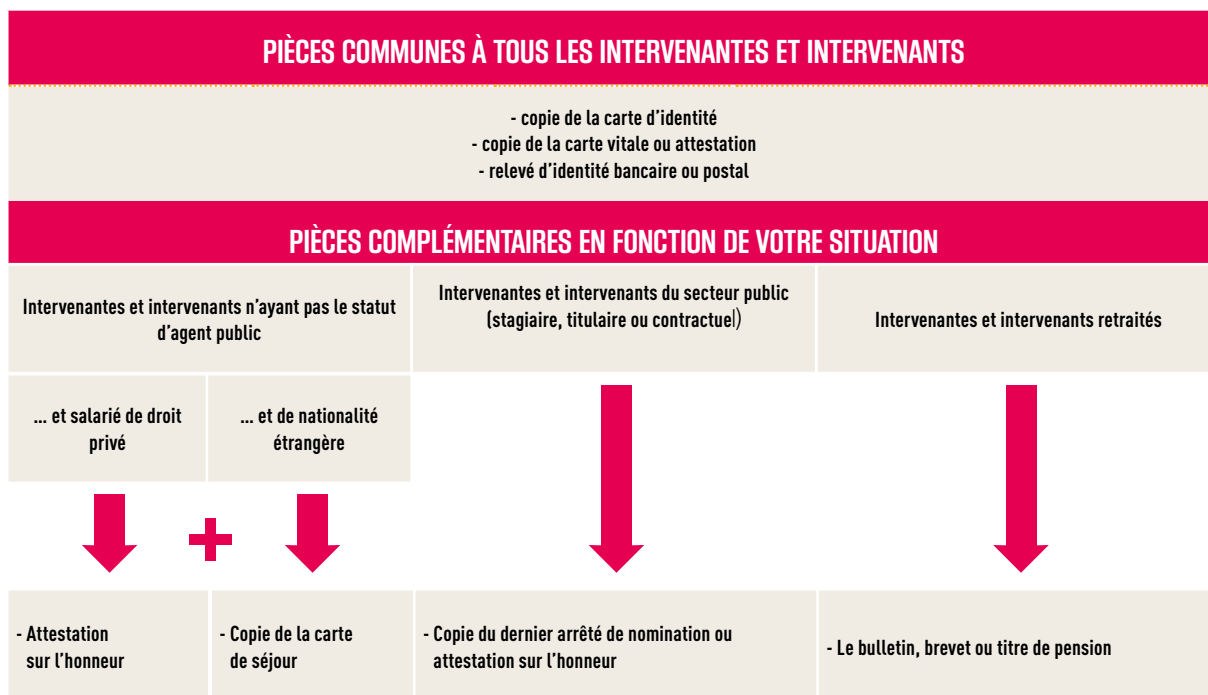 PIÈCES COMMUNES À TOUS LES INTERVENANTES ET INTERVENANTS
- copie de la carte d'identité
- copie de la carte vitale ou attestation
- relevé d'identité bancaire ou postal
PIÈCES COMPLÉMENTAIRES EN FONCTION DE VOTRE SITUATION
Intervenantes et intervenants n'ayant pas le statut
d'agent public
Intervenantes et intervenants du secteur public
(stagiaire, titulaire ou contractuel)
Intervenantes et intervenants retraités
... et salarié de droit
privé
... et de nationalité
étrangère
- Attestation
sur l'honneur
- Copie de la carte
de séjour
- Copie du dernier arrêté de nomination ou
attestation sur l'honneur
- Le bulletin, brevet ou titre de pension